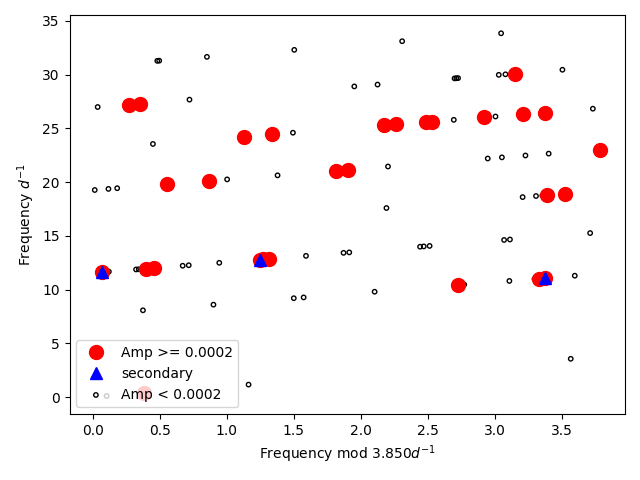 35
30
25
20
15
10
5
0
Frequency d⁻¹
Amp >= 0.0002
secondary
Amp < 0.0002
0.0 0.5 1.0 1.5 2.0 2.5 3.0 3.5
Frequency mod 3.850d⁻¹